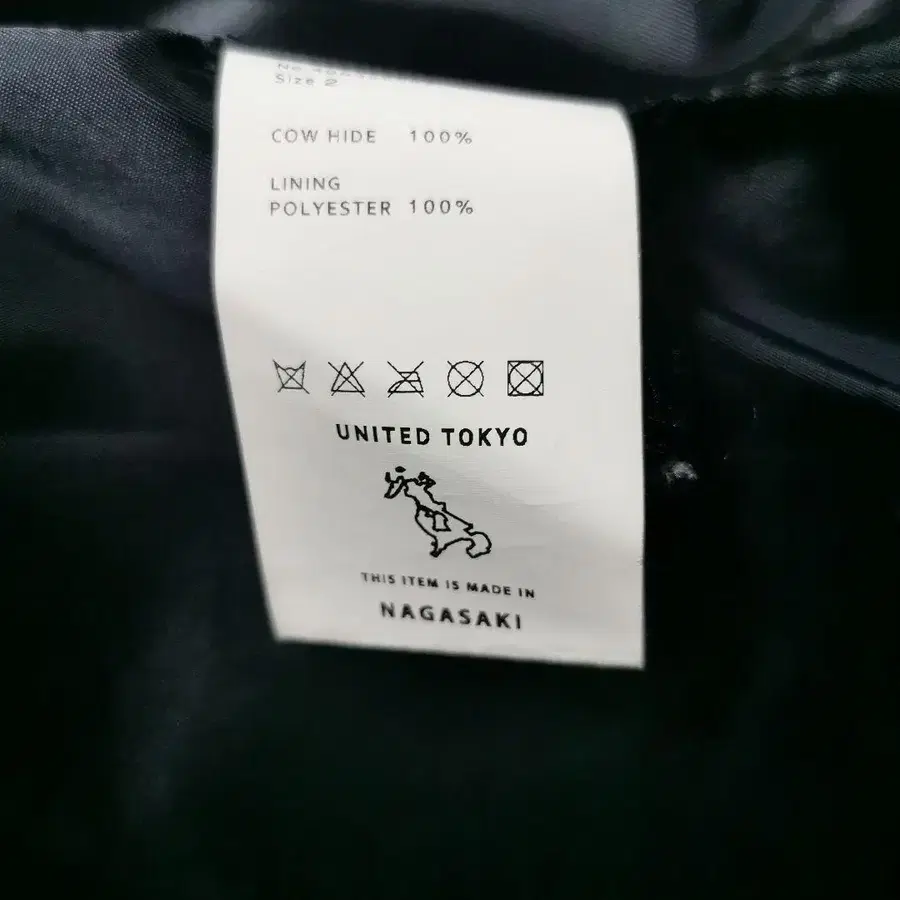 Size 2
COW HIDE 100%
LINING
POLYESTER 100%
UNITED TOKYO
THIS ITEM IS MADE IN
NAGASAKI